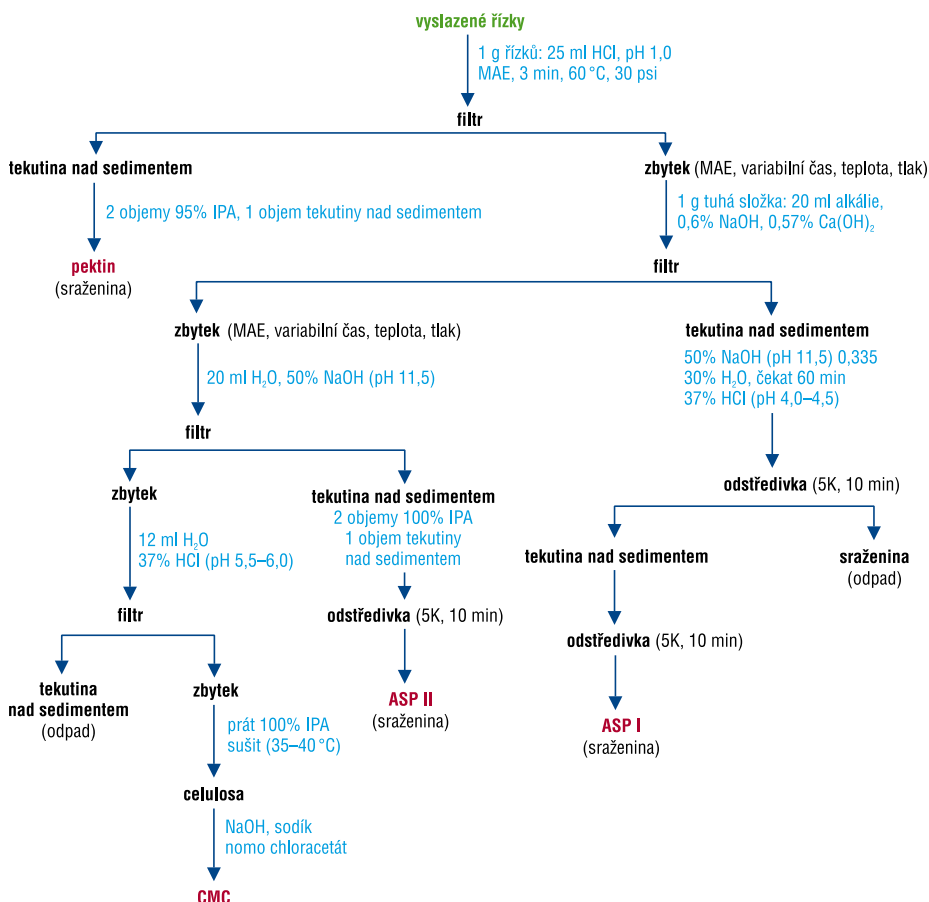 vyslazené řízky
1 g řízků: 25 ml HCl, pH 1,0
MAE, 3 min, 60 °C, 30 psi
filtr
tekutina nad sedimentem
zbytek (MAE, variabilní čas, teplota, tlak)
2 objemy 95% IPA, 1 objem tekutiny nad sedimentem
1 g tuhá složka: 20 ml alkálie,
0,6% NaOH, 0,57% Ca(OH)₂
pektin
(sraženina)
filtr
zbytek (MAE, variabilní čas, teplota, tlak)
tekutina nad sedimentem
50% NaOH (pH 11,5) 0,335
30% H₂O, čekat 60 min
37% HCl (pH 4,0–4,5)
20 ml H₂O, 50% NaOH (pH 11,5)
filtr
odstředivka (5K, 10 min)
zbytek
tekutina nad sedimentem
2 objemy 100% IPA
1 objem tekutiny
nad sedimentem
12 ml H₂O
37% HCl (pH 5,5–6,0)
tekutina nad sedimentem
sraženina
(odpad)
filtr
odstředivka (5K, 10 min)
odstředivka (5K, 10 min)
tekutina
nad sedimentem
(odpad)
zbytek
ASP II
(sraženina)
ASP I
(sraženina)
prát 100% IPA
sušit (35–40 °C)
celulosa
NaOH, sodík
nomo chloracetát
CMC